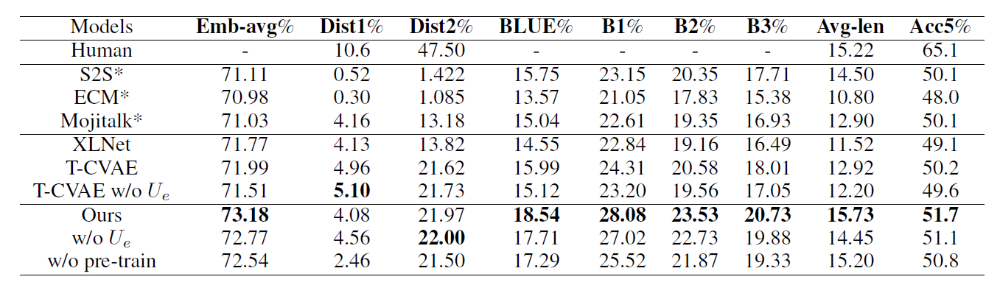 Models Emb-avg% Dist1% Dist2% BLUE% B1% B2% B3% Avg-len Acc5%
Human - 10.6 47.50 - - - - 15.22 65.1
S2S* 71.11 0.52 1.422 15.75 23.15 20.35 17.71 14.50 50.1
ECM* 70.98 0.30 1.085 13.57 21.05 17.83 15.38 10.80 48.0
Mojitalk* 71.03 4.16 13.18 15.04 22.61 19.35 16.93 12.90 50.1
XLNet 71.77 4.13 13.82 14.55 22.84 19.16 16.49 11.52 49.1
T-CVAE 71.99 4.96 21.62 15.99 24.31 20.58 18.01 12.92 50.2
T-CVAE w/o Ue 71.51 5.10 21.73 15.12 23.20 19.56 17.05 12.20 49.6
Ours 73.18 4.08 21.97 18.54 28.08 23.53 20.73 15.73 51.7
w/o Ue 72.77 4.56 22.00 17.71 27.02 22.73 19.88 14.45 51.1
w/o pre-train 72.54 2.46 21.50 17.29 25.52 21.87 19.33 15.20 50.8